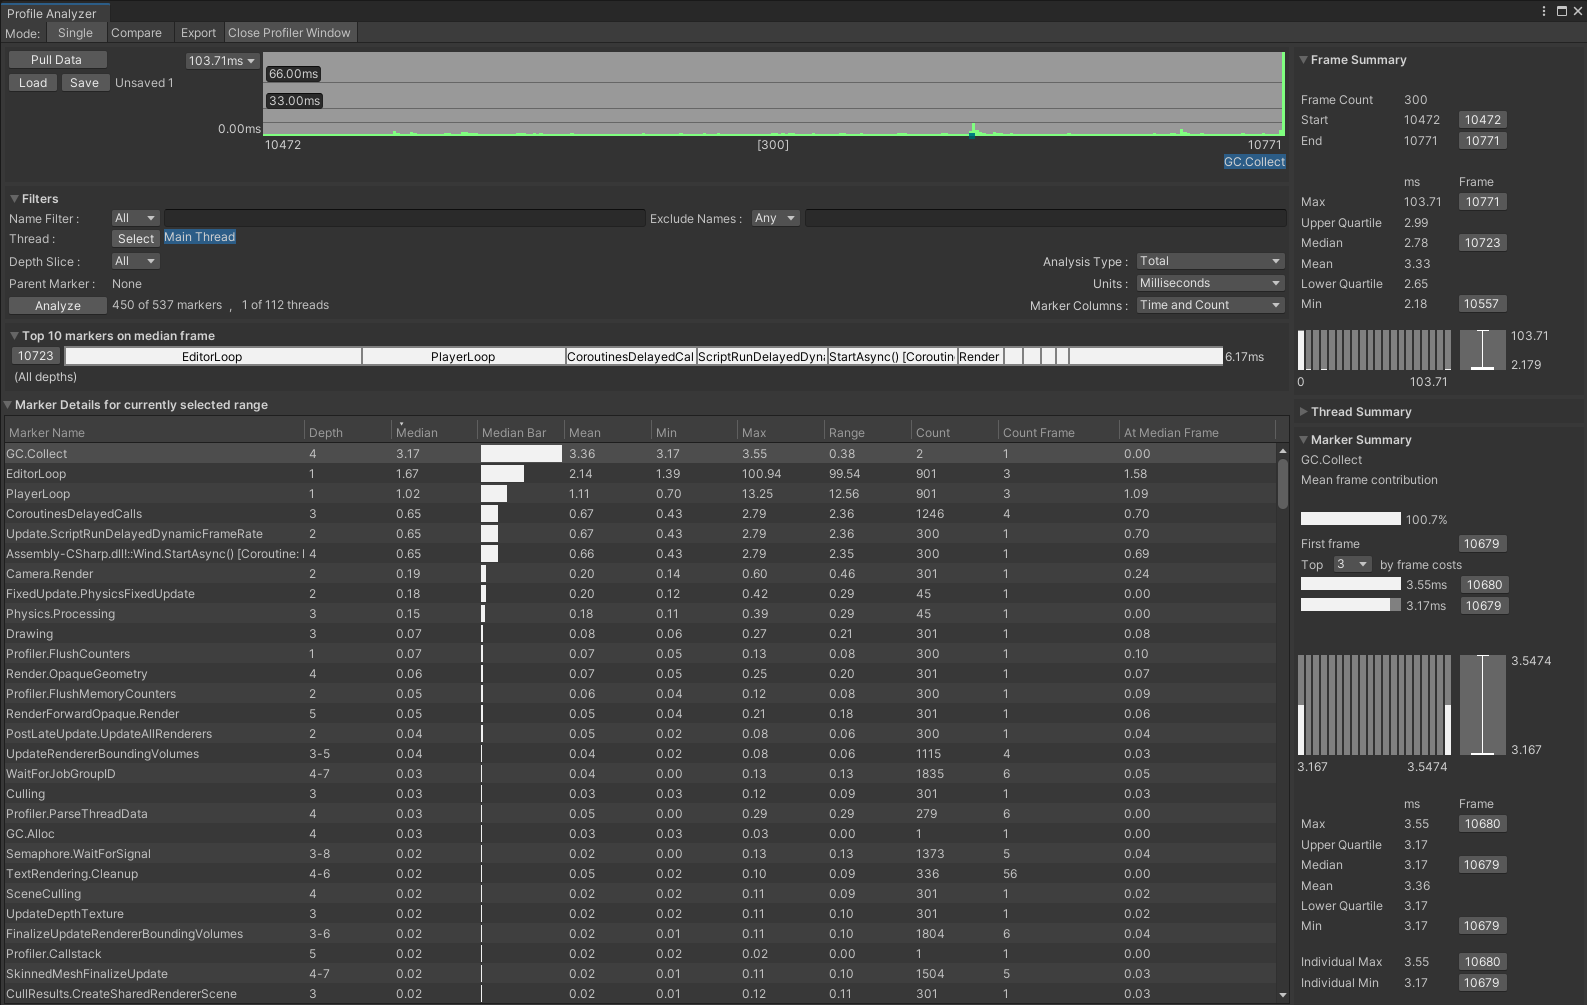 Profile Analyzer
Mode: Single Compare Export Close Profiler Window
Pull Data 103.71ms
Load Save Unsaved 1
66.00ms
33.00ms
0.00ms
10472 [300] 10771
GC.Collect
Filters
Name Filter : All Exclude Names : Any
Thread : Select Main Thread
Depth Slice : All Analysis Type : Total
Parent Marker : None Units : Milliseconds
Analyze 450 of 537 markers , 1 of 112 threads Marker Columns : Time and Count
Top 10 markers on median frame
10723 EditorLoop PlayerLoop CoroutinesDelayedCal ScriptRunDelayedDyn StartAsync() [Coroutin Render 6.17ms
(All depths)
Marker Details for currently selected range
Marker Name Depth Median Median Bar Mean Min Max Range Count Count Frame At Median Frame
GC.Collect 4 3.17 3.36 3.17 3.55 0.38 2 1 0.00
EditorLoop 1 1.67 2.14 1.39 100.94 99.54 901 3 1.58
PlayerLoop 1 1.02 1.11 0.70 13.25 12.56 901 3 1.09
CoroutinesDelayedCalls 3 0.65 0.67 0.43 2.79 2.36 1246 4 0.70
Update.ScriptRunDelayedDynamicFrameRate 2 0.65 0.67 0.43 2.79 2.36 300 1 0.70
Assembly-CSharp.dll!::Wind.StartAsync() [Coroutine: 4 0.65 0.66 0.43 2.79 2.35 300 1 0.69
Camera.Render 2 0.19 0.20 0.14 0.60 0.46 301 1 0.24
FixedUpdate.PhysicsFixedUpdate 2 0.18 0.20 0.12 0.42 0.29 45 1 0.00
Physics.Processing 3 0.15 0.18 0.11 0.39 0.29 45 1 0.00
Drawing 3 0.07 0.08 0.06 0.27 0.21 301 1 0.08
Profiler.FlushCounters 1 0.07 0.07 0.05 0.13 0.08 300 1 0.10
Render.OpaqueGeometry 4 0.06 0.07 0.05 0.25 0.20 301 1 0.07
Profiler.FlushMemoryCounters 2 0.05 0.06 0.04 0.12 0.08 300 1 0.09
RenderForwardOpaque.Render 5 0.05 0.05 0.04 0.21 0.18 301 1 0.06
PostLateUpdate.UpdateAllRenderers 2 0.04 0.05 0.02 0.08 0.06 300 1 0.04
UpdateRendererBoundingVolumes 3-5 0.04 0.04 0.02 0.08 0.06 1115 4 0.03
WaitForJobGroupID 4-7 0.03 0.04 0.00 0.13 0.13 1835 6 0.05
Culling 3 0.03 0.03 0.03 0.12 0.09 301 1 0.03
Profiler.ParseThreadData 4 0.03 0.05 0.00 0.29 0.29 279 6 0.00
GC.Alloc 4 0.03 0.03 0.03 0.03 0.00 1 1 0.00
Semaphore.WaitForSignal 3-8 0.02 0.02 0.00 0.13 0.13 1373 5 0.04
TextRendering.Cleanup 4-6 0.02 0.05 0.02 0.10 0.09 336 56 0.00
SceneCulling 4 0.02 0.02 0.02 0.11 0.09 301 1 0.02
UpdateDepthTexture 3 0.02 0.02 0.02 0.11 0.10 301 1 0.02
FinalizeUpdateRendererBoundingVolumes 3-6 0.02 0.02 0.01 0.11 0.10 1804 6 0.04
Profiler.Callstack 5 0.02 0.02 0.02 0.02 0.00 1 1 0.00
SkinnedMeshFinalizeUpdate 4-7 0.02 0.02 0.01 0.11 0.10 1504 5 0.03
CullResults.CreateSharedRendererScene 3 0.02 0.02 0.01 0.12 0.11 301 1 0.03
Frame Summary
Frame Count 300
Start 10472 10472
End 10771 10771
ms Frame
Max 103.71 10771
Upper Quartile 2.99
Median 2.78 10723
Mean 3.33
Lower Quartile 2.65
Min 2.18 10557
103.71
2.179
0 103.71
Thread Summary
Marker Summary
GC.Collect
Mean frame contribution
100.7%
First frame 10679
Top 3 by frame costs
3.55ms 10680
3.17ms 10679
3.5474
3.167
3.167 3.5474
ms Frame
Max 3.55 10680
Upper Quartile 3.17
Median 3.17 10679
Mean 3.36
Lower Quartile 3.17
Min 3.17 10679
Individual Max 3.55 10680
Individual Min 3.17 10679